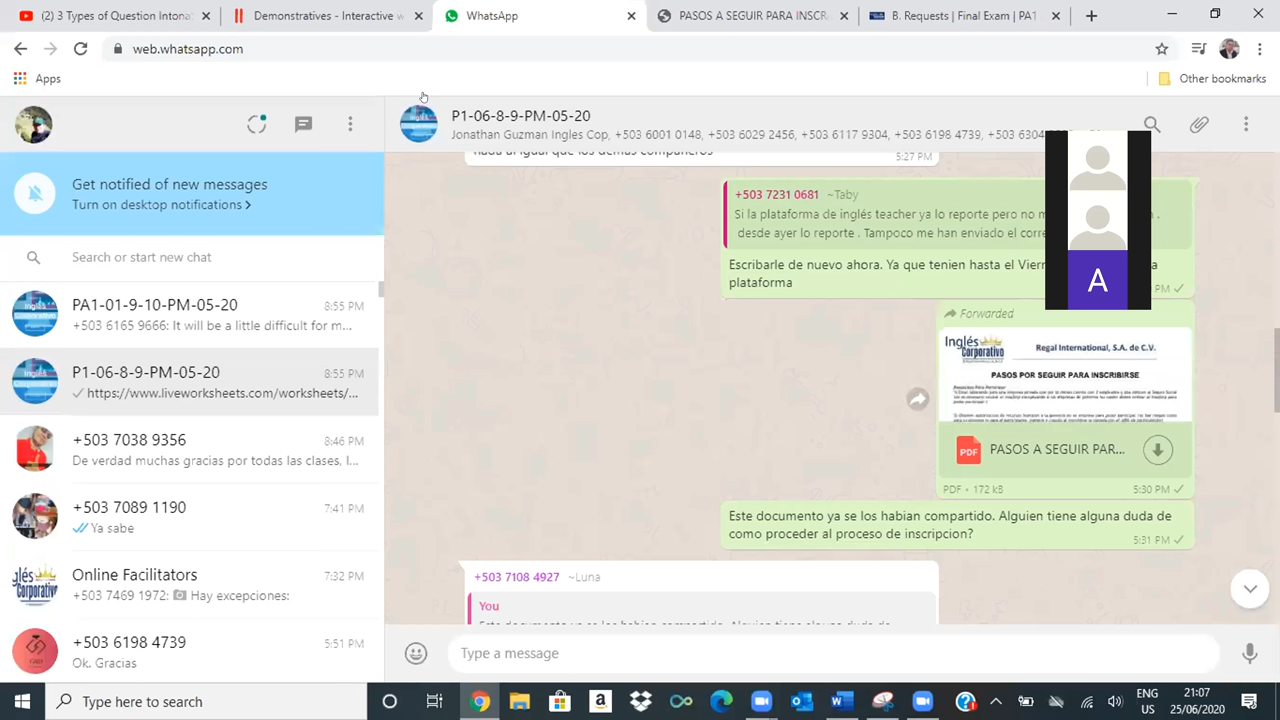 (2) 3 Types of Question Intona
Demonstratives - Interactive w
WhatsApp
PASOS A SEGUIR PARA INSCR
B. Requests | Final Exam | PA1
web.whatsapp.com
Apps
Other bookmarks
P1-06-8-9-PM-05-20
Jonathan Guzman Ingles Cop, +503 6001 0148, +503 6029 2456, +503 6117 9304, +503 6198 4739, +503 6304
Get notified of new messages
Turn on desktop notifications >
Search or start new chat
PA1-01-9-10-PM-05-20
8:55 PM
+503 6165 9666: It will be a little difficult for m...
P1-06-8-9-PM-05-20
8:55 PM
https://www.liveworksheets.com/worksheets/...
+503 7038 9356
8:46 PM
De verdad muchas gracias por todas las clases, l...
+503 7089 1190
7:41 PM
Ya sabe
Online Facilitators
7:32 PM
+503 7469 1972: Hay excepciones:
+503 6198 4739
5:51 PM
Ok. Gracias
nada al igual que los demas compañeros
5:27 PM
+503 7231 0681 ~Taby
Si la plataforma de inglés teacher ya lo reporte pero no m
desde ayer lo reporte . Tampoco me han enviado el corre
Escribarle de nuevo ahora. Ya que tenien hasta el Vier a
plataforma
PM
A
Forwarded
Inglés Corporativo
Regal International, S.A. de C.V.
PASOS POR SEGUIR PARA INSCRIBIRSE
PDF
PASOS A SEGUIR PAR...
PDF • 172 kB
5:30 PM
Este documento ya se los habian compartido. Alguien tiene alguna duda de
como proceder al proceso de inscripcion?
5:31 PM
+503 7108 4927 ~Luna
You
Type a message
Type here to search
ENG
US
21:07
25/06/2020